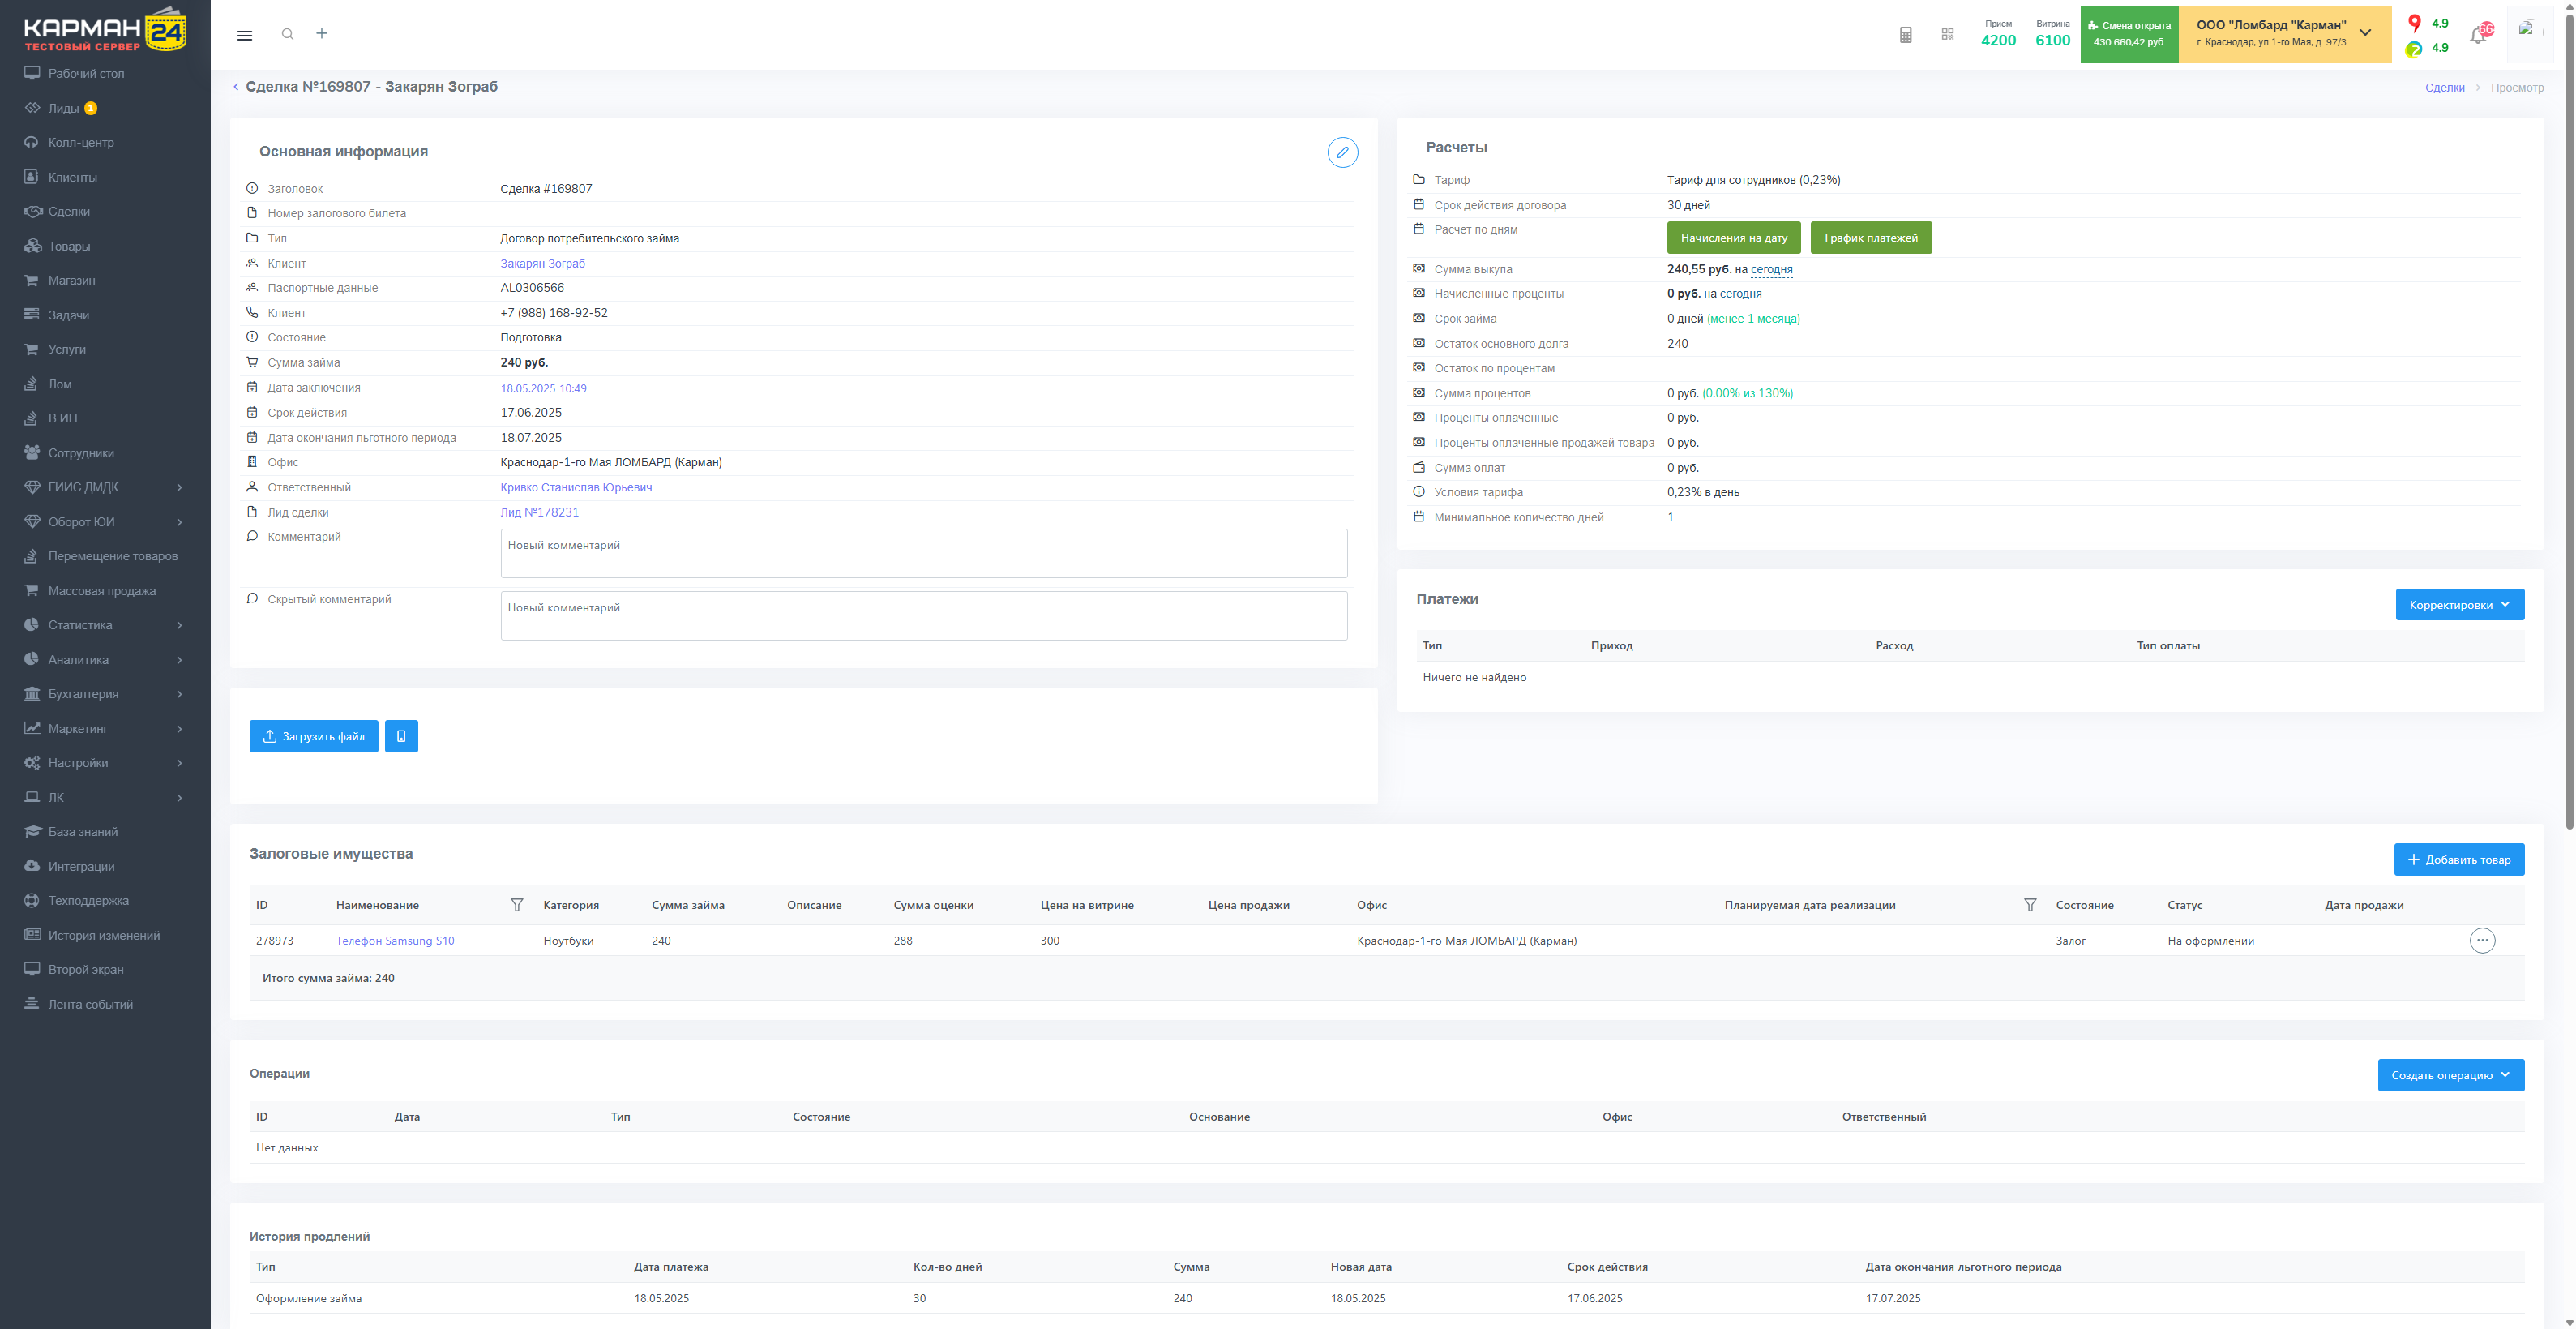 КАРМАН 24
ТЕСТОВЫЙ СЕРВЕР
Рабочий стол
Лиды 1
Колл-центр
Клиенты
Сделки
Товары
Магазин
Задачи
Услуги
Лом
В ИП
Сотрудники
ГИИС ДМДК
Оборот ЮИ
Перемещение товаров
Массовая продажа
Статистика
Аналитика
Бухгалтерия
Маркетинг
Настройки
ЛК
База знаний
Интеграции
Техподдержка
История изменений
Второй экран
Лента событий
Прием
4200
Витрина
6100
Смена открыта
430 660,42 руб.
ООО "Ломбард "Карман"
г. Краснодар, ул.1-го Мая, д. 97/3
4.9
4.9
Сделка №169807 - Закарян Зограб
Сделки > Просмотр
Основная информация
Заголовок Сделка #169807
Номер залогового билета
Тип Договор потребительского займа
Клиент Закарян Зограб
Паспортные данные AL0306566
Клиент +7 (988) 168-92-52
Состояние Подготовка
Сумма займа 240 руб.
Дата заключения 18.05.2025 10:49
Срок действия 17.06.2025
Дата окончания льготного периода 18.07.2025
Офис Краснодар-1-го Мая ЛОМБАРД (Карман)
Ответственный Кривко Станислав Юрьевич
Лид сделки Лид №178231
Комментарий Новый комментарий
Скрытый комментарий Новый комментарий
Загрузить файл
Расчеты
Тариф Тариф для сотрудников (0,23%)
Срок действия договора 30 дней
Расчет по дням Начисления на дату График платежей
Сумма выкупа 240,55 руб. на сегодня
Начисленные проценты 0 руб. на сегодня
Срок займа 0 дней (менее 1 месяца)
Остаток основного долга 240
Остаток по процентам
Сумма процентов 0 руб. (0.00% из 130%)
Проценты оплаченные 0 руб.
Проценты оплаченные продажей товара 0 руб.
Сумма оплат 0 руб.
Условия тарифа 0,23% в день
Минимальное количество дней 1
Платежи
Корректировки
Тип Приход Расход Тип оплаты
Ничего не найдено
Залоговые имущества
Добавить товар
ID Наименование Категория Сумма займа Описание Сумма оценки Цена на витрине Цена продажи Офис Планируемая дата реализации Состояние Статус Дата продажи
278973 Телефон Samsung S10 Ноутбуки 240 288 300 Краснодар-1-го Мая ЛОМБАРД (Карман) Залог На оформлении
Итого сумма займа: 240
Операции
Создать операцию
ID Дата Тип Состояние Основание Офис Ответственный
Нет данных
История продлений
Тип Дата платежа Кол-во дней Сумма Новая дата Срок действия Дата окончания льготного периода
Оформление займа 18.05.2025 30 240 18.05.2025 17.06.2025 17.07.2025